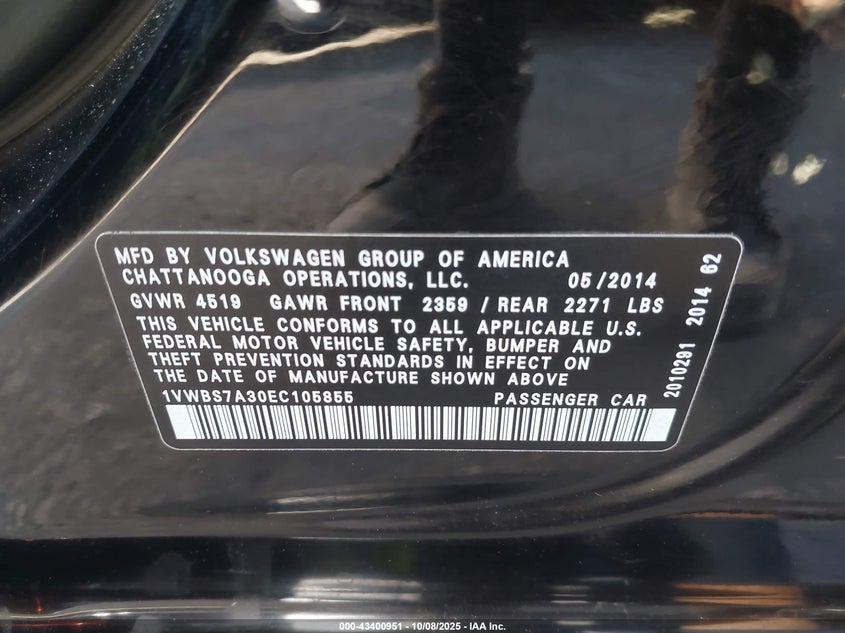 MFD BY VOLKSWAGEN GROUP OF AMERICA
CHATTANOOGA OPERATIONS, LLC. 05/2014
GVWR 4519 GAWR FRONT 2359 / REAR 2271 LBS
THIS VEHICLE CONFORMS TO ALL APPLICABLE U.S.
FEDERAL MOTOR VEHICLE SAFETY, BUMPER AND
THEFT PREVENTION STANDARDS IN EFFECT ON
THE DATE OF MANUFACTURE SHOWN ABOVE
1VWBS7A30EC105855 PASSENGER CAR
2010291 2014 62
000-43400951 - 10/08/2025 - IAA Inc.